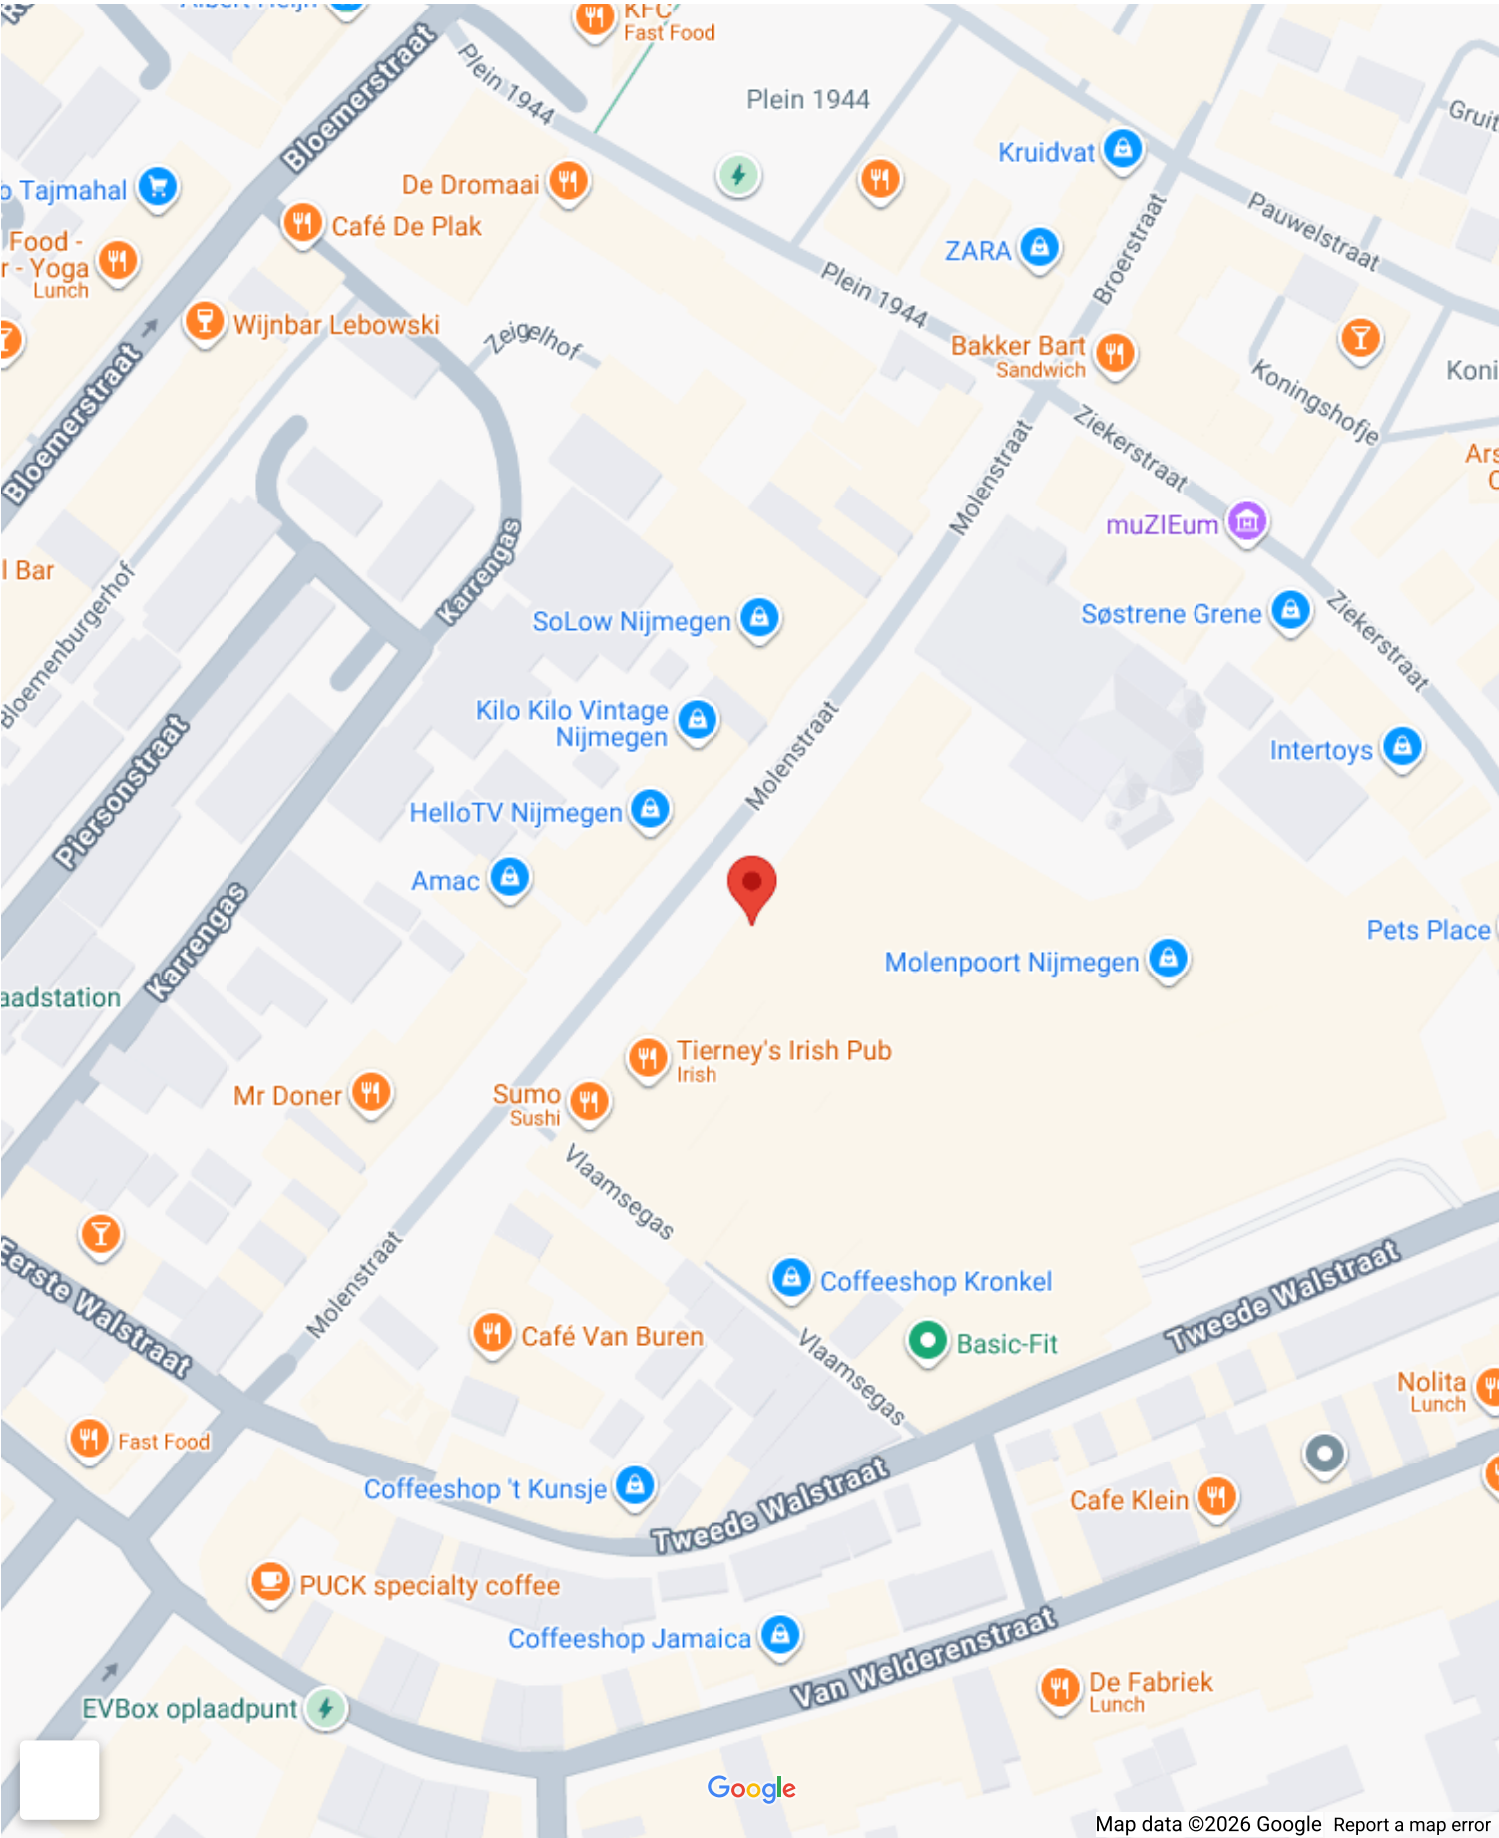 KFC
Fast Food
Plein 1944
Plein 1944
Bloemerstraat
Kruidvat
Gruit
o Tajmahal
De Dromaai
Café De Plak
Food -
r - Yoga
Lunch
ZARA
Broerstraat
Pauwelstraat
Plein 1944
Wijnbar Lebowski
Zeigelhof
Bakker Bart
Sandwich
Koni
Koningshofje
Bloemerstraat
Ziekerstraat
Molenstraat
Ars
C
muZIEum
l Bar
Karrengas
Bloemenburgerhof
SoLow Nijmegen
Søstrene Grene
Ziekerstraat
Kilo Kilo Vintage
Nijmegen
Molenstraat
Intertoys
Piersonstraat
HelloTV Nijmegen
Amac
Karrengas
Pets Place
Molenpoort Nijmegen
aadstation
Tierney's Irish Pub
Irish
Mr Doner
Sumo
Sushi
Vlaamsegas
Eerste Walstraat
Molenstraat
Coffeeshop Kronkel
Tweede Walstraat
Café Van Buren
Basic-Fit
Vlaamsegas
Nolita
Lunch
Fast Food
Coffeeshop 't Kunsje
Tweede Walstraat
Cafe Klein
PUCK specialty coffee
Coffeeshop Jamaica
Van Welderenstraat
De Fabriek
Lunch
EVBox oplaadpunt
Google
Map data ©2026 Google
Report a map error